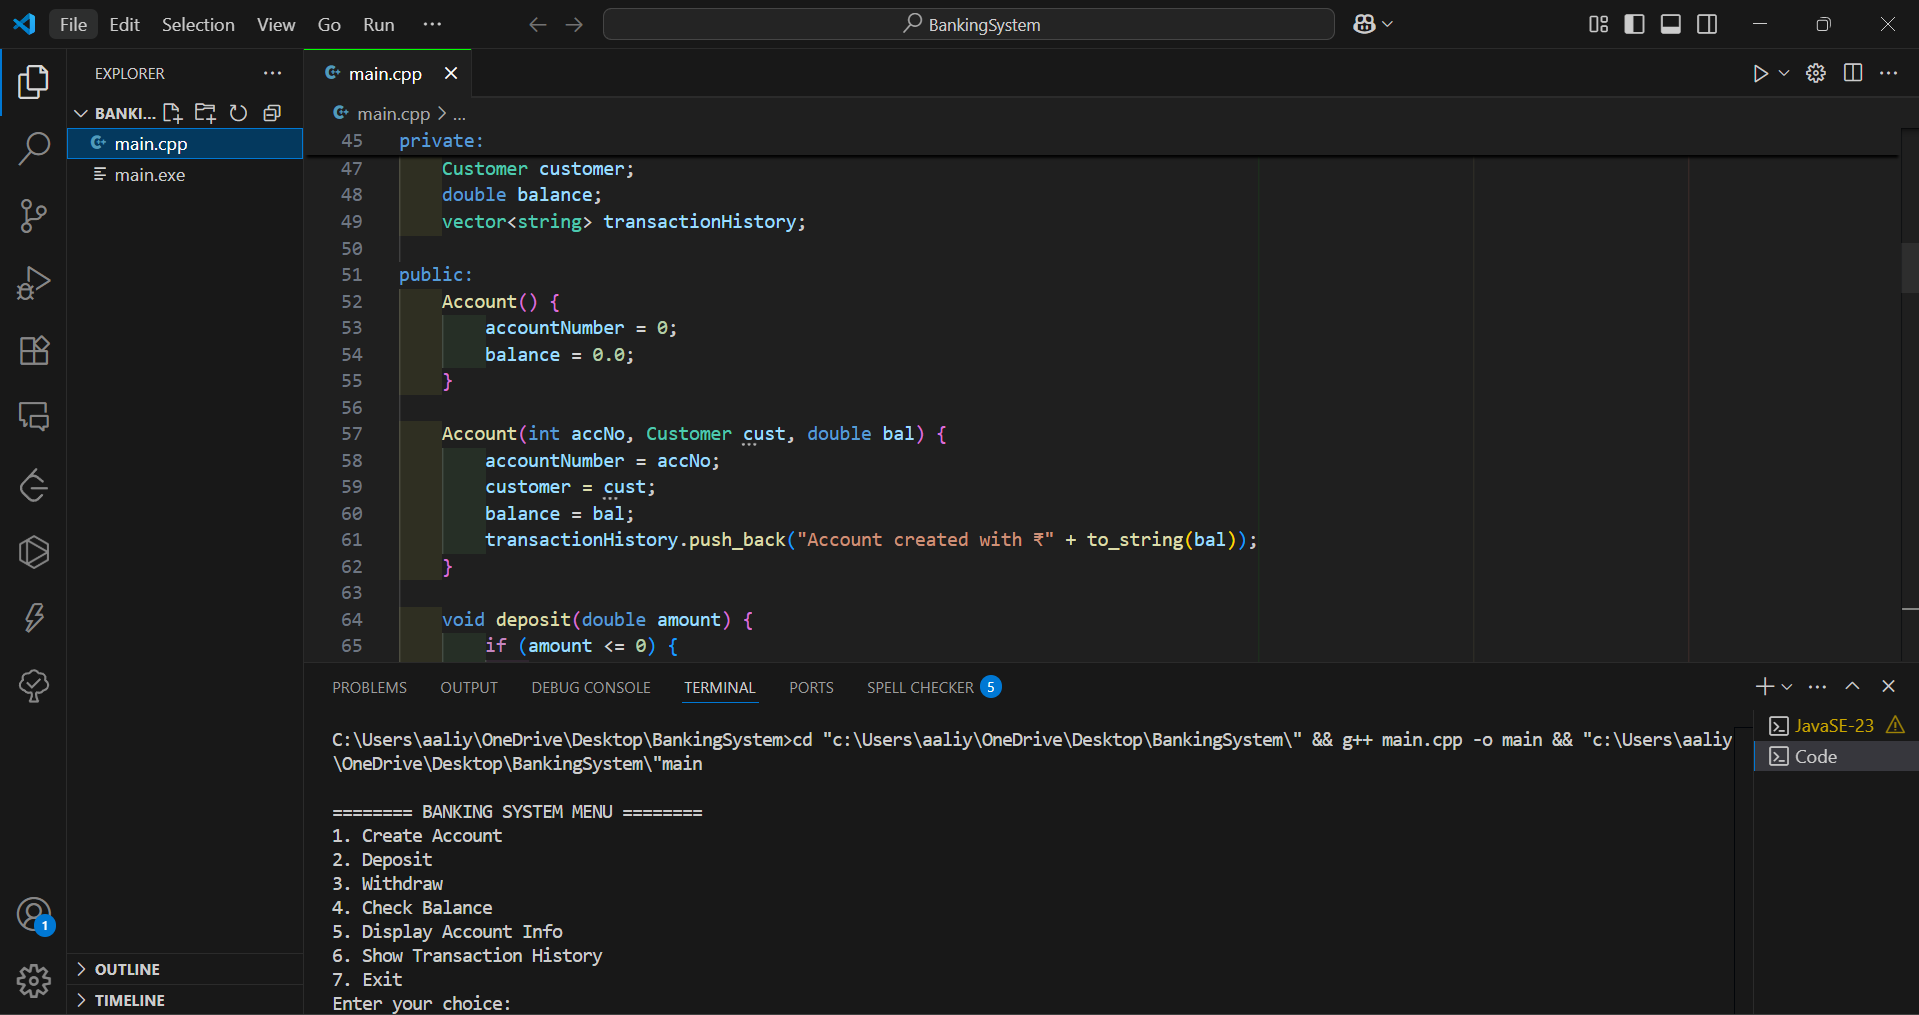 File Edit Selection View Go Run ···
BankingSystem
EXPLORER ···
BANKI...
main.cpp
main.exe
OUTLINE
TIMELINE
1
main.cpp
main.cpp > ...
45 private:
47 Customer customer;
48 double balance;
49 vector<string> transactionHistory;
50
51 public:
52 Account() {
53 accountNumber = 0;
54 balance = 0.0;
55 }
56
57 Account(int accNo, Customer cust, double bal) {
58 accountNumber = accNo;
59 customer = cust;
60 balance = bal;
61 transactionHistory.push_back("Account created with ₹" + to_string(bal));
62 }
63
64 void deposit(double amount) {
65 if (amount <= 0) {
PROBLEMS OUTPUT DEBUG CONSOLE TERMINAL PORTS SPELL CHECKER 5
C:\Users\aaliy\OneDrive\Desktop\BankingSystem>cd "c:\Users\aaliy\OneDrive\Desktop\BankingSystem\" && g++ main.cpp -o main && "c:\Users\aaliy
\OneDrive\Desktop\BankingSystem\"main
======== BANKING SYSTEM MENU ========
1. Create Account
2. Deposit
3. Withdraw
4. Check Balance
5. Display Account Info
6. Show Transaction History
7. Exit
Enter your choice:
JavaSE-23
Code